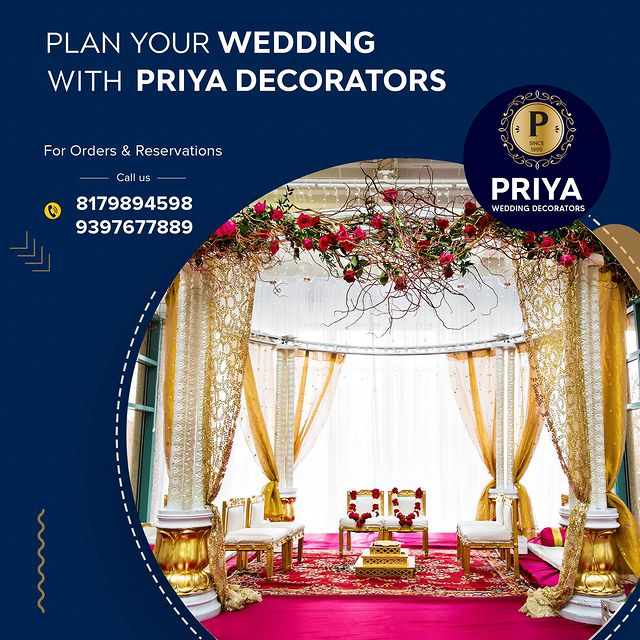 PLAN YOUR WEDDING
WITH PRIYA DECORATORS
For Orders & Reservations
Call us
8179894598
9397677889
P
SINCE
1995
PRIYA
WEDDING DECORATORS